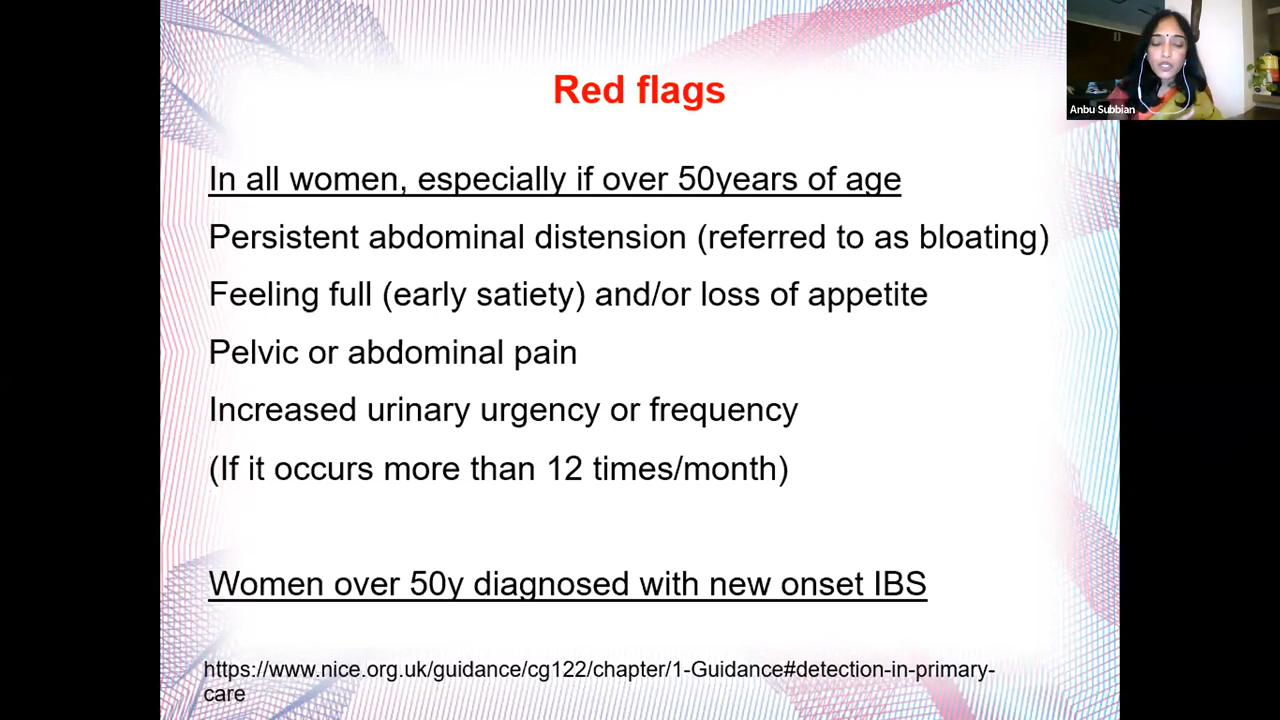 Red flags
Anbu Subbian
In all women, especially if over 50years of age
Persistent abdominal distension (referred to as bloating)
Feeling full (early satiety) and/or loss of appetite
Pelvic or abdominal pain
Increased urinary urgency or frequency
(If it occurs more than 12 times/month)
Women over 50y diagnosed with new onset IBS
https://www.nice.org.uk/guidance/cg122/chapter/1-Guidance#detection-in-primary-
care